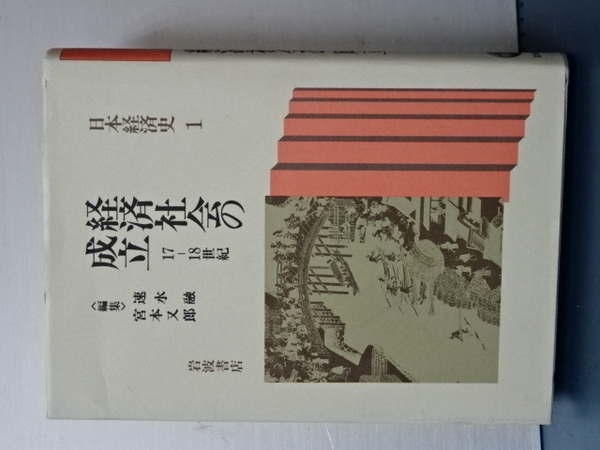 日本経済史 1
経済社会の
成立
17-18世紀
〈編集〉
速水 融
宮本又郎
岩波書店